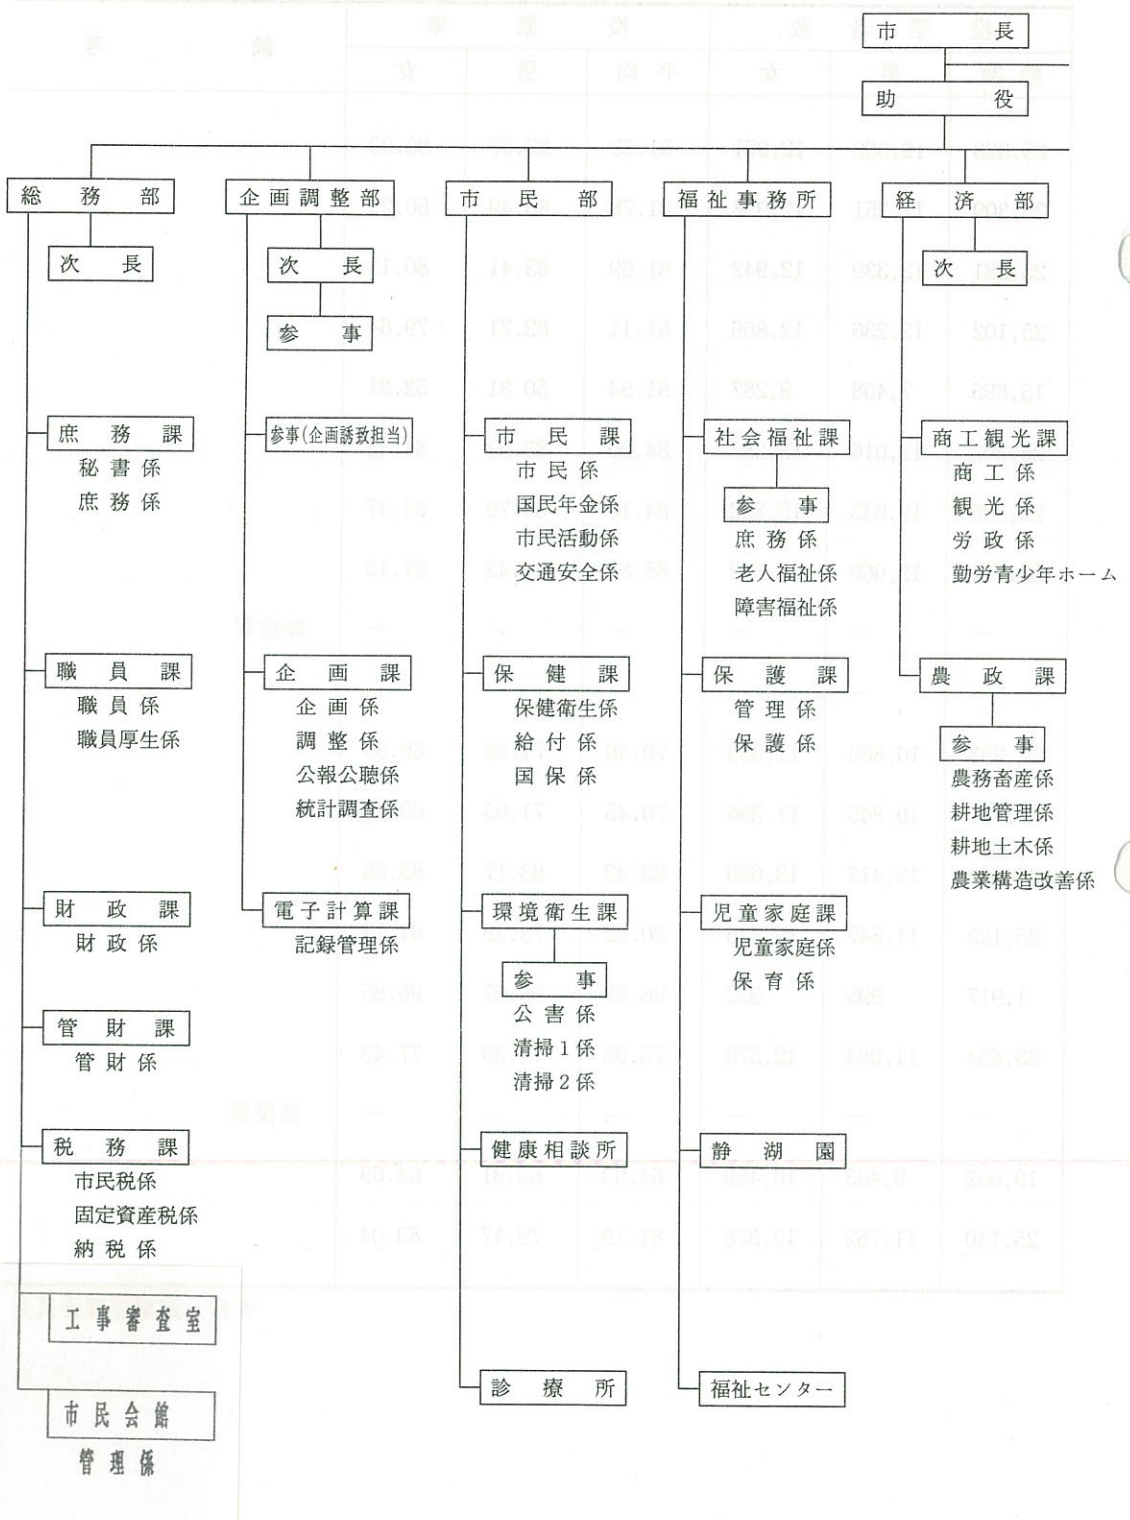 市長
助役
総務部
次長
庶務課
秘書係
庶務係
職員課
職員係
職員厚生係
財政課
財政係
管財課
管財係
税務課
市民税係
固定資産税係
納税係
工事審査室
市民会館
管理係
企画調整部
次長
参事
参事(企画誘致担当)
企画課
企画係
調整係
公報公聴係
統計調査係
電子計算課
記録管理係
市民部
市民課
市民係
国民年金係
市民活動係
交通安全係
保健課
保健衛生係
給付係
国保係
環境衛生課
参事
公害係
清掃1係
清掃2係
健康相談所
診療所
福祉事務所
社会福祉課
参事
庶務係
老人福祉係
障害福祉係
保護課
管理係
保護係
児童家庭課
児童家庭係
保育係
静湖園
福祉センター
経済部
次長
商工観光課
商工係
観光係
労政係
勤労青少年ホーム
農政課
参事
農務畜産係
耕地管理係
耕地土木係
農業構造改善係